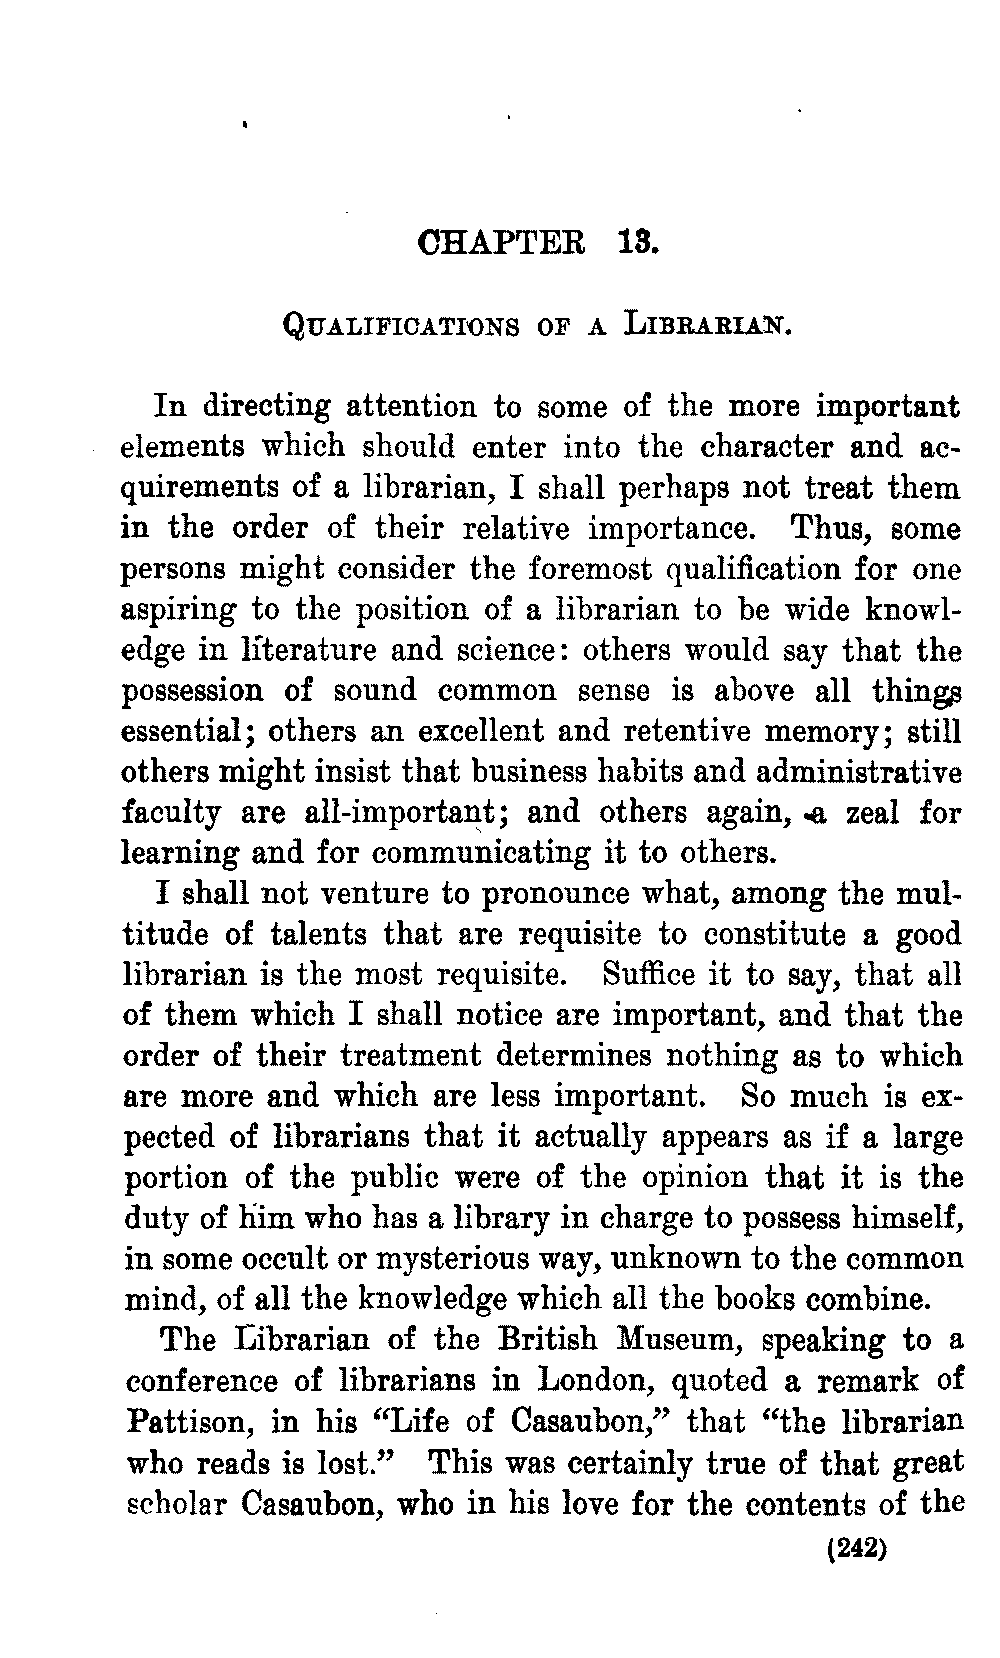 CHAPTER 13.
QUALIFICATIONS OF A LIBRARIAN.
In directing attention to some of the more important
elements which should enter into the character and ac-
quirements of a librarian, I shall perhaps not treat them
in the order of their relative importance. Thus, some
persons might consider the foremost qualification for one
aspiring to the position of a librarian to be wide knowl-
edge in literature and science: others would say that the
possession of sound common sense is above all things
essential; others an excellent and retentive memory; still
others might insist that business habits and administrative
faculty are all-important; and others again, a zeal for
learning and for communicating it to others.
I shall not venture to pronounce what, among the mul-
titude of talents that are requisite to constitute a good
librarian is the most requisite. Suffice it to say, that all
of them which I shall notice are important, and that the
order of their treatment determines nothing as to which
are more and which are less important. So much is ex-
pected of librarians that it actually appears as if a large
portion of the public were of the opinion that it is the
duty of him who has a library in charge to possess himself,
in some occult or mysterious way, unknown to the common
mind, of all the knowledge which all the books combine.
The Librarian of the British Museum, speaking to a
conference of librarians in London, quoted a remark of
Pattison, in his “Life of Casaubon,” that “the librarian
who reads is lost.” This was certainly true of that great
scholar Casaubon, who in his love for the contents of the
(242)